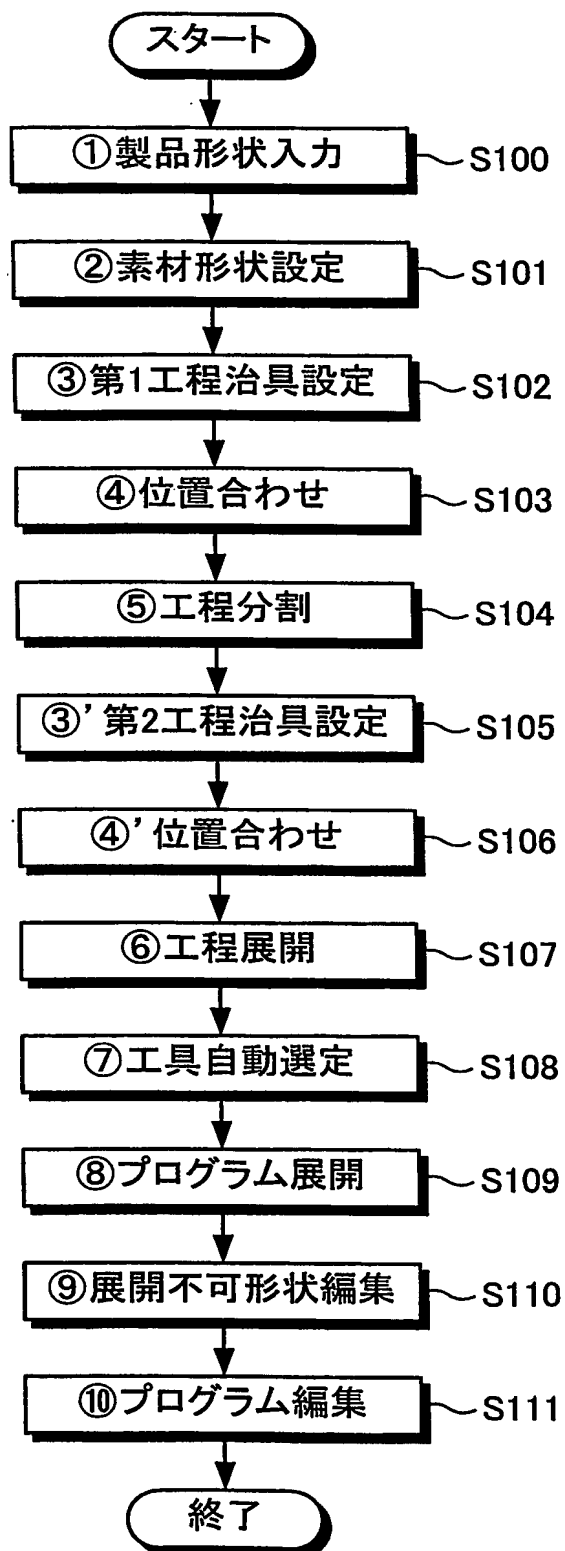 スタート
①製品形状入力 S100
②素材形状設定 S101
③第1工程治具設定 S102
④位置合わせ S103
⑤工程分割 S104
③'第2工程治具設定 S105
④'位置合わせ S106
⑥工程展開 S107
⑦工具自動選定 S108
⑧プログラム展開 S109
⑨展開不可形状編集 S110
⑩プログラム編集 S111
終了